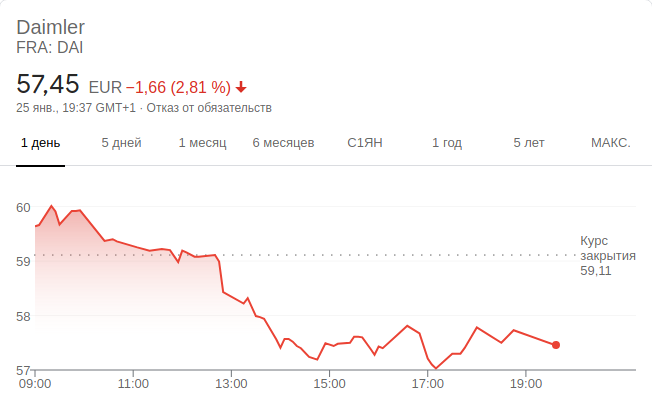 Daimler
FRA: DAI
57,45 EUR −1,66 (2,81 %)
25 янв., 19:37 GMT+1 · Отказ от обязательств
1 день 5 дней 1 месяц 6 месяцев С1ЯН 1 год 5 лет МАКС.
60
59
58
57
Курс
закрытия
59,11
09:00 11:00 13:00 15:00 17:00 19:00